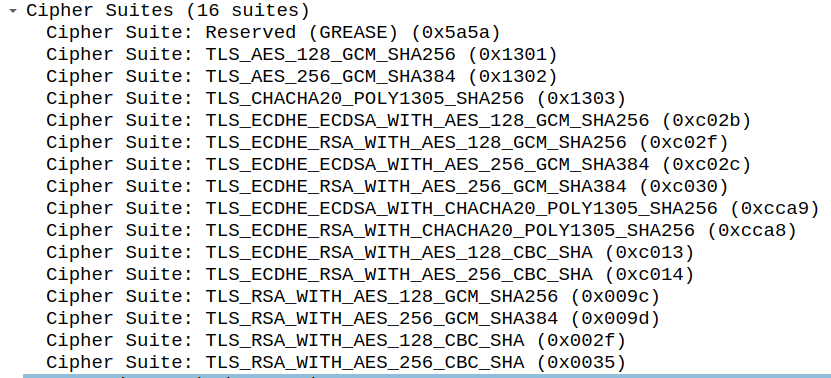 Cipher Suites (16 suites)
Cipher Suite: Reserved (GREASE) (0x5a5a)
Cipher Suite: TLS_AES_128_GCM_SHA256 (0x1301)
Cipher Suite: TLS_AES_256_GCM_SHA384 (0x1302)
Cipher Suite: TLS_CHACHA20_POLY1305_SHA256 (0x1303)
Cipher Suite: TLS_ECDHE_ECDSA_WITH_AES_128_GCM_SHA256 (0xc02b)
Cipher Suite: TLS_ECDHE_RSA_WITH_AES_128_GCM_SHA256 (0xc02f)
Cipher Suite: TLS_ECDHE_ECDSA_WITH_AES_256_GCM_SHA384 (0xc02c)
Cipher Suite: TLS_ECDHE_RSA_WITH_AES_256_GCM_SHA384 (0xc030)
Cipher Suite: TLS_ECDHE_ECDSA_WITH_CHACHA20_POLY1305_SHA256 (0xcca9)
Cipher Suite: TLS_ECDHE_RSA_WITH_CHACHA20_POLY1305_SHA256 (0xcca8)
Cipher Suite: TLS_ECDHE_RSA_WITH_AES_128_CBC_SHA (0xc013)
Cipher Suite: TLS_ECDHE_RSA_WITH_AES_256_CBC_SHA (0xc014)
Cipher Suite: TLS_RSA_WITH_AES_128_GCM_SHA256 (0x009c)
Cipher Suite: TLS_RSA_WITH_AES_256_GCM_SHA384 (0x009d)
Cipher Suite: TLS_RSA_WITH_AES_128_CBC_SHA (0x002f)
Cipher Suite: TLS_RSA_WITH_AES_256_CBC_SHA (0x0035)